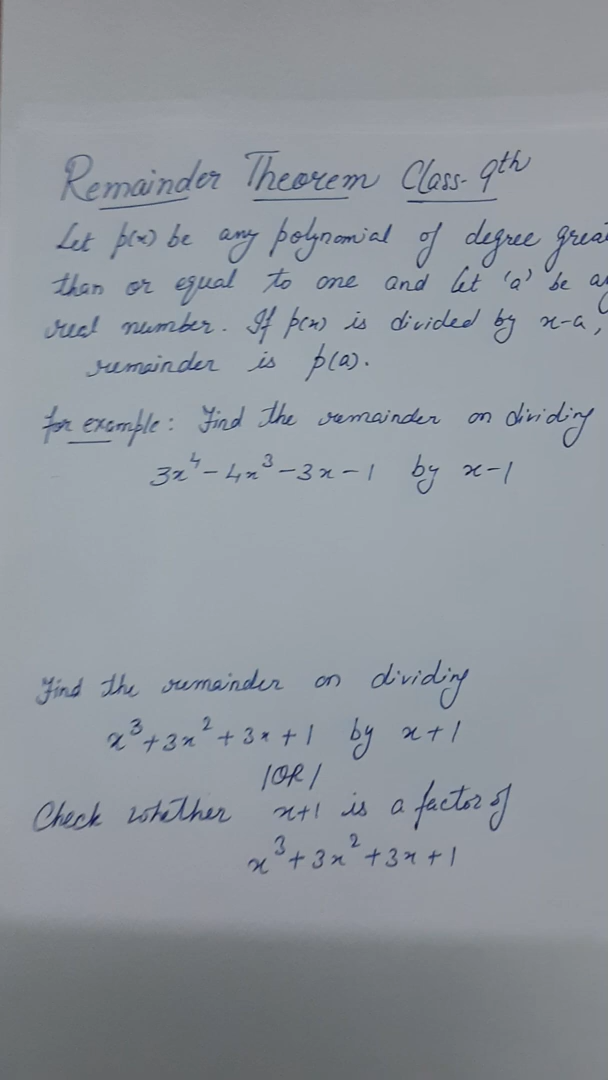 Remainder Theorem Class-9th
Let p(x) be any polynomial of degree great
than or equal to one and let 'a' be
real number. If p(x) is divided by x-a,
remainder is p(a).
for example: Find the remainder on dividing
3x⁴-4x³-3x-1 by x-1
Find the remainder on dividing
x³+3x²+3x+1 by x+1
/OR/
Check whether x+1 is a factor of
x³+3x²+3x+1